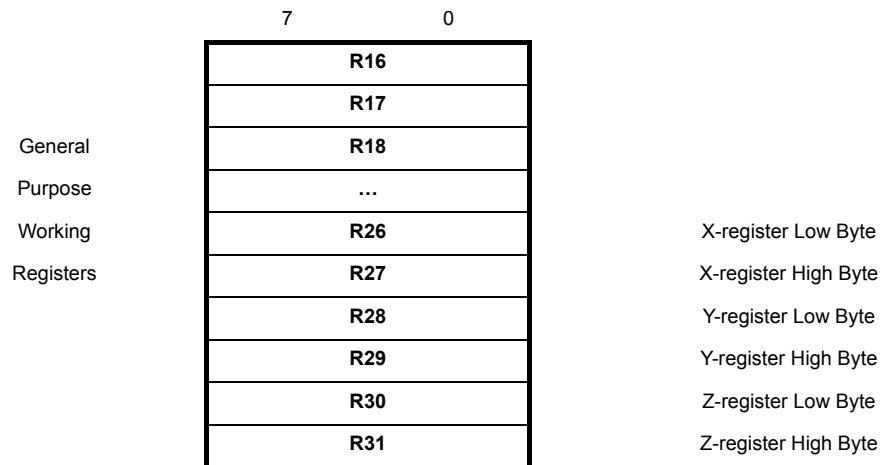 7 0
R16
R17
General R18
Purpose …
Working R26 X-register Low Byte
Registers R27 X-register High Byte
R28 Y-register Low Byte
R29 Y-register High Byte
R30 Z-register Low Byte
R31 Z-register High Byte